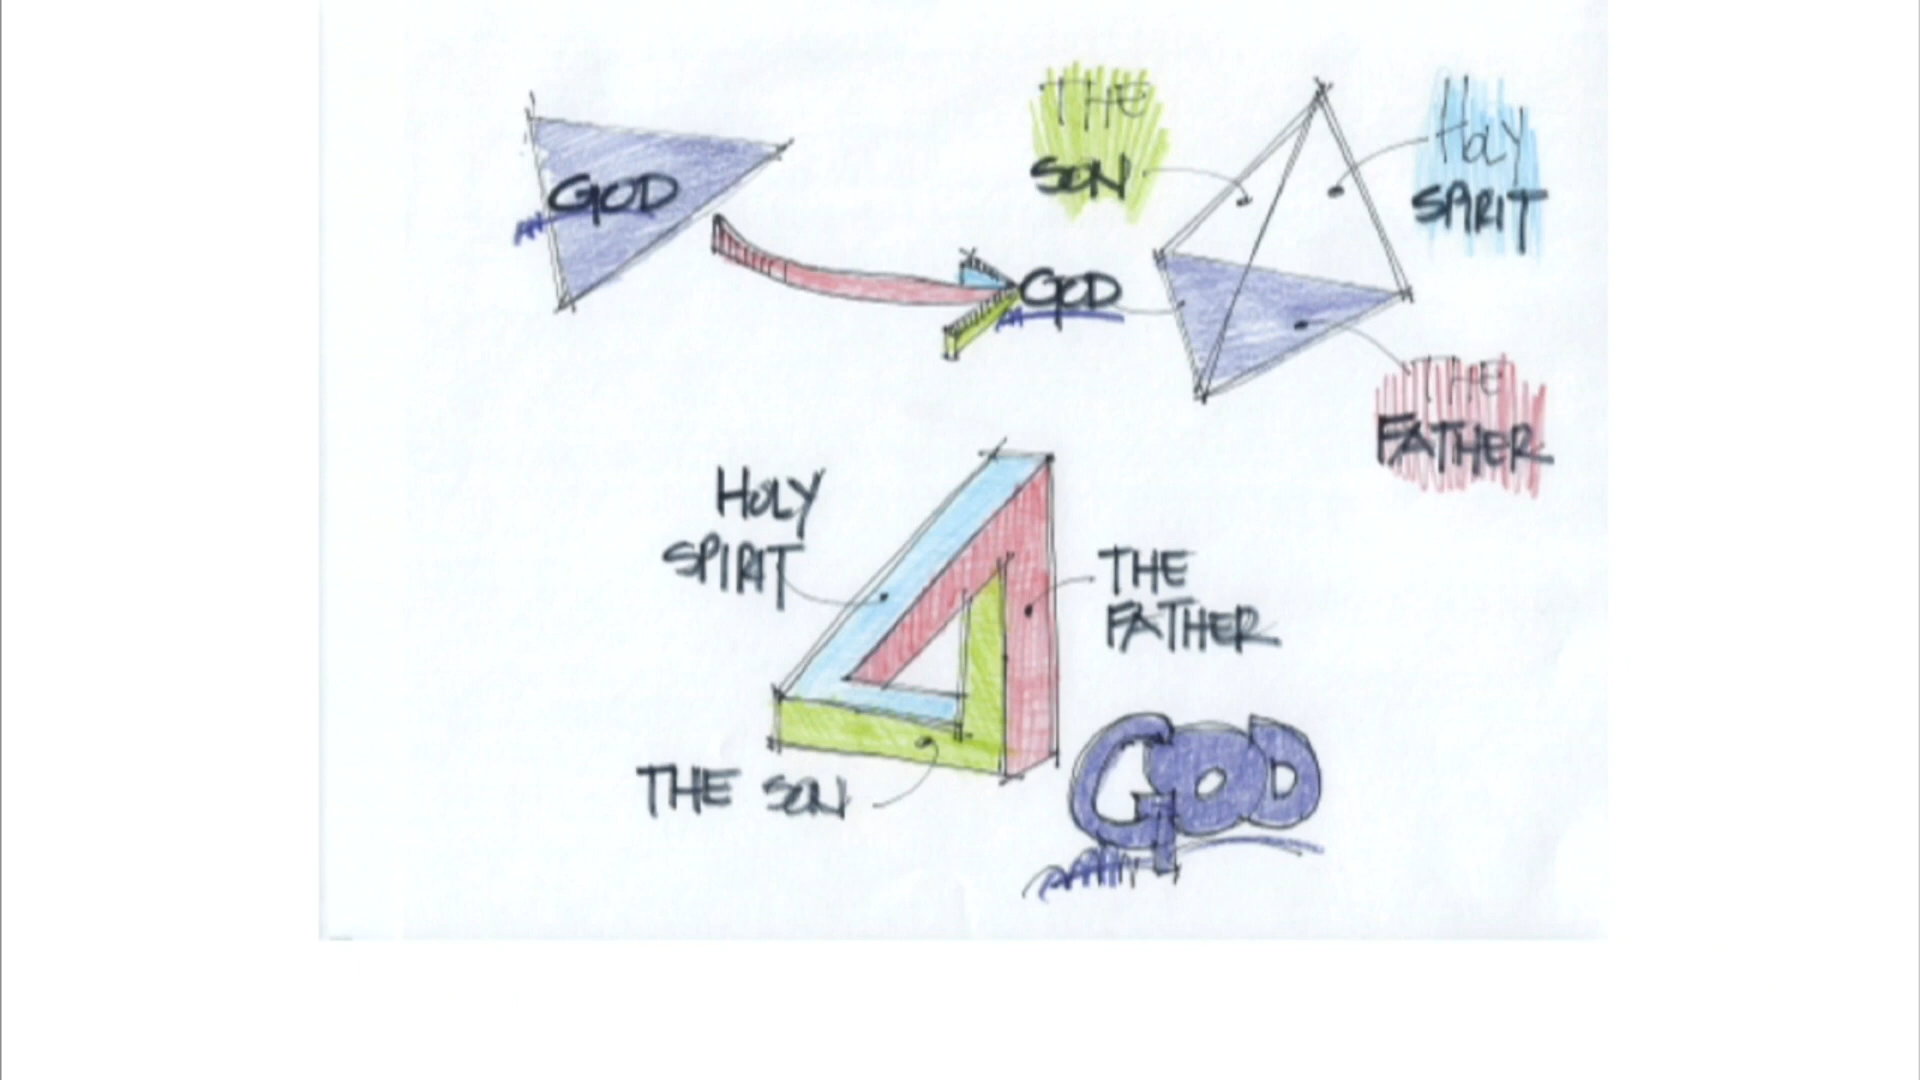 GOD
THE
SON
HOLY
SPIRIT
GOD
THE
FATHER
HOLY
SPIRIT
THE
FATHER
THE SON
GOD